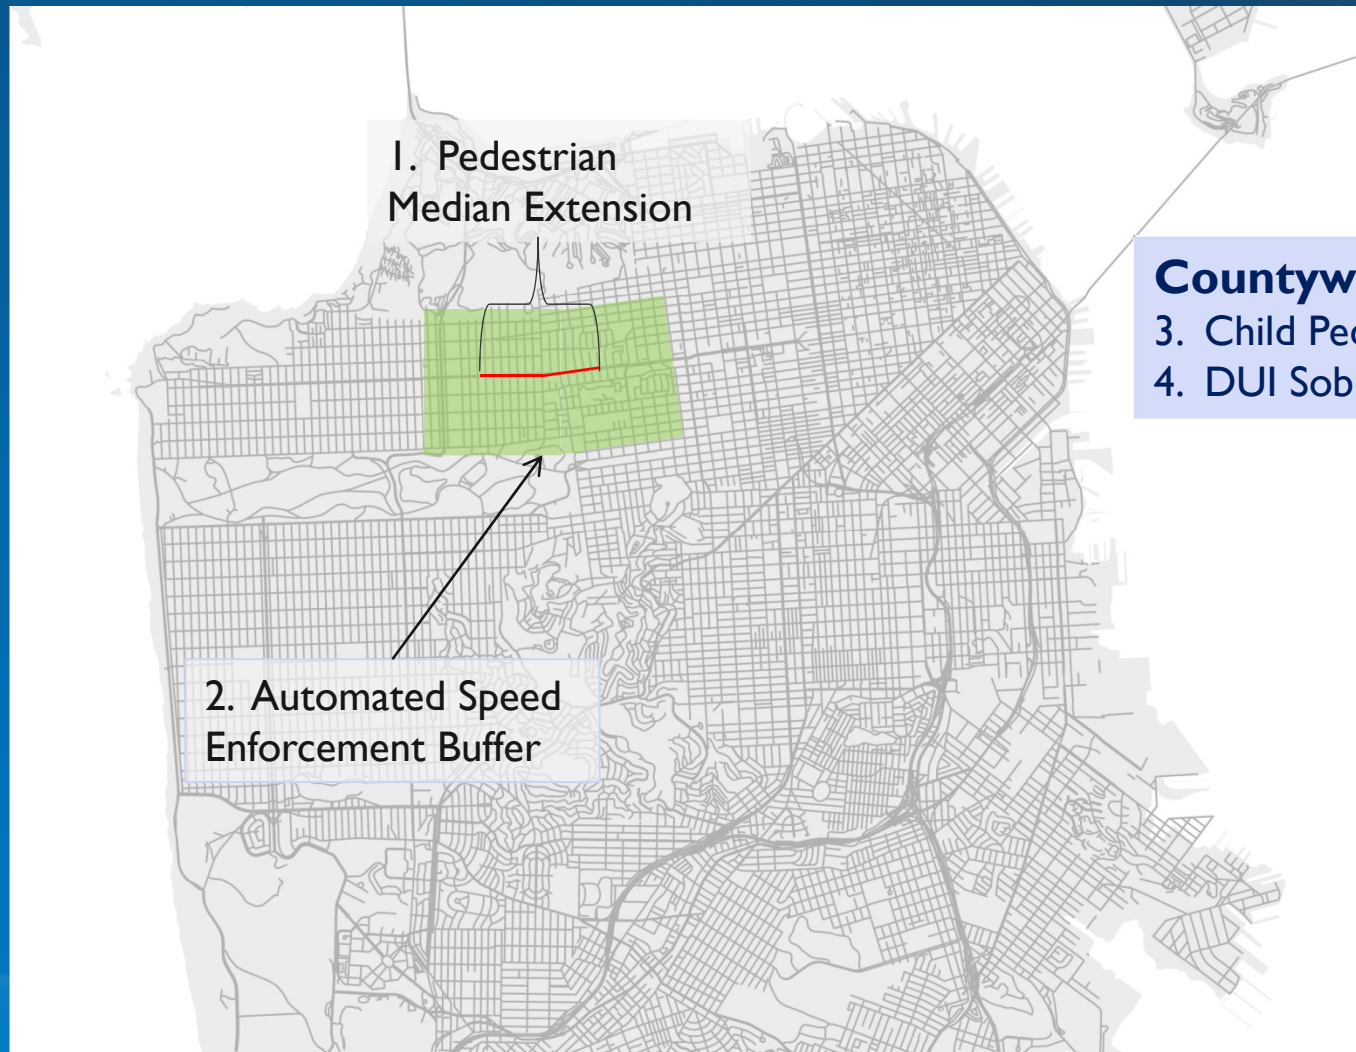 1. Pedestrian
Median Extension
Countyw
3. Child Pe
4. DUI Sob
2. Automated Speed
Enforcement Buffer